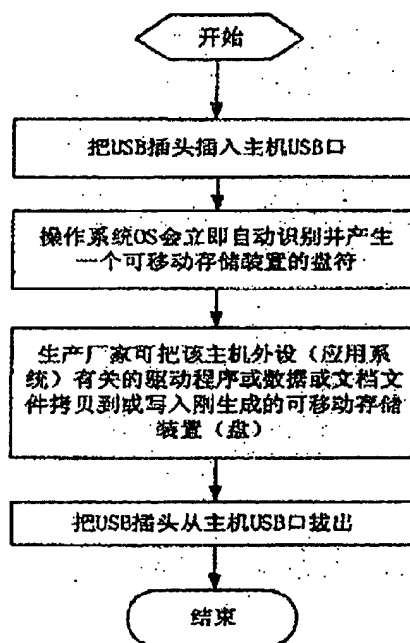 开始
把USB插头插入主机USB口
操作系统OS会立即自动识别并产生
一个可移动存储装置的盘符
生产厂家可把该主机外设（应用系
统）有关的驱动程序或数据或文档文
件拷贝到或写入刚生成的可移动存储
装置（盘）
把USB插头从主机USB口拔出
结束